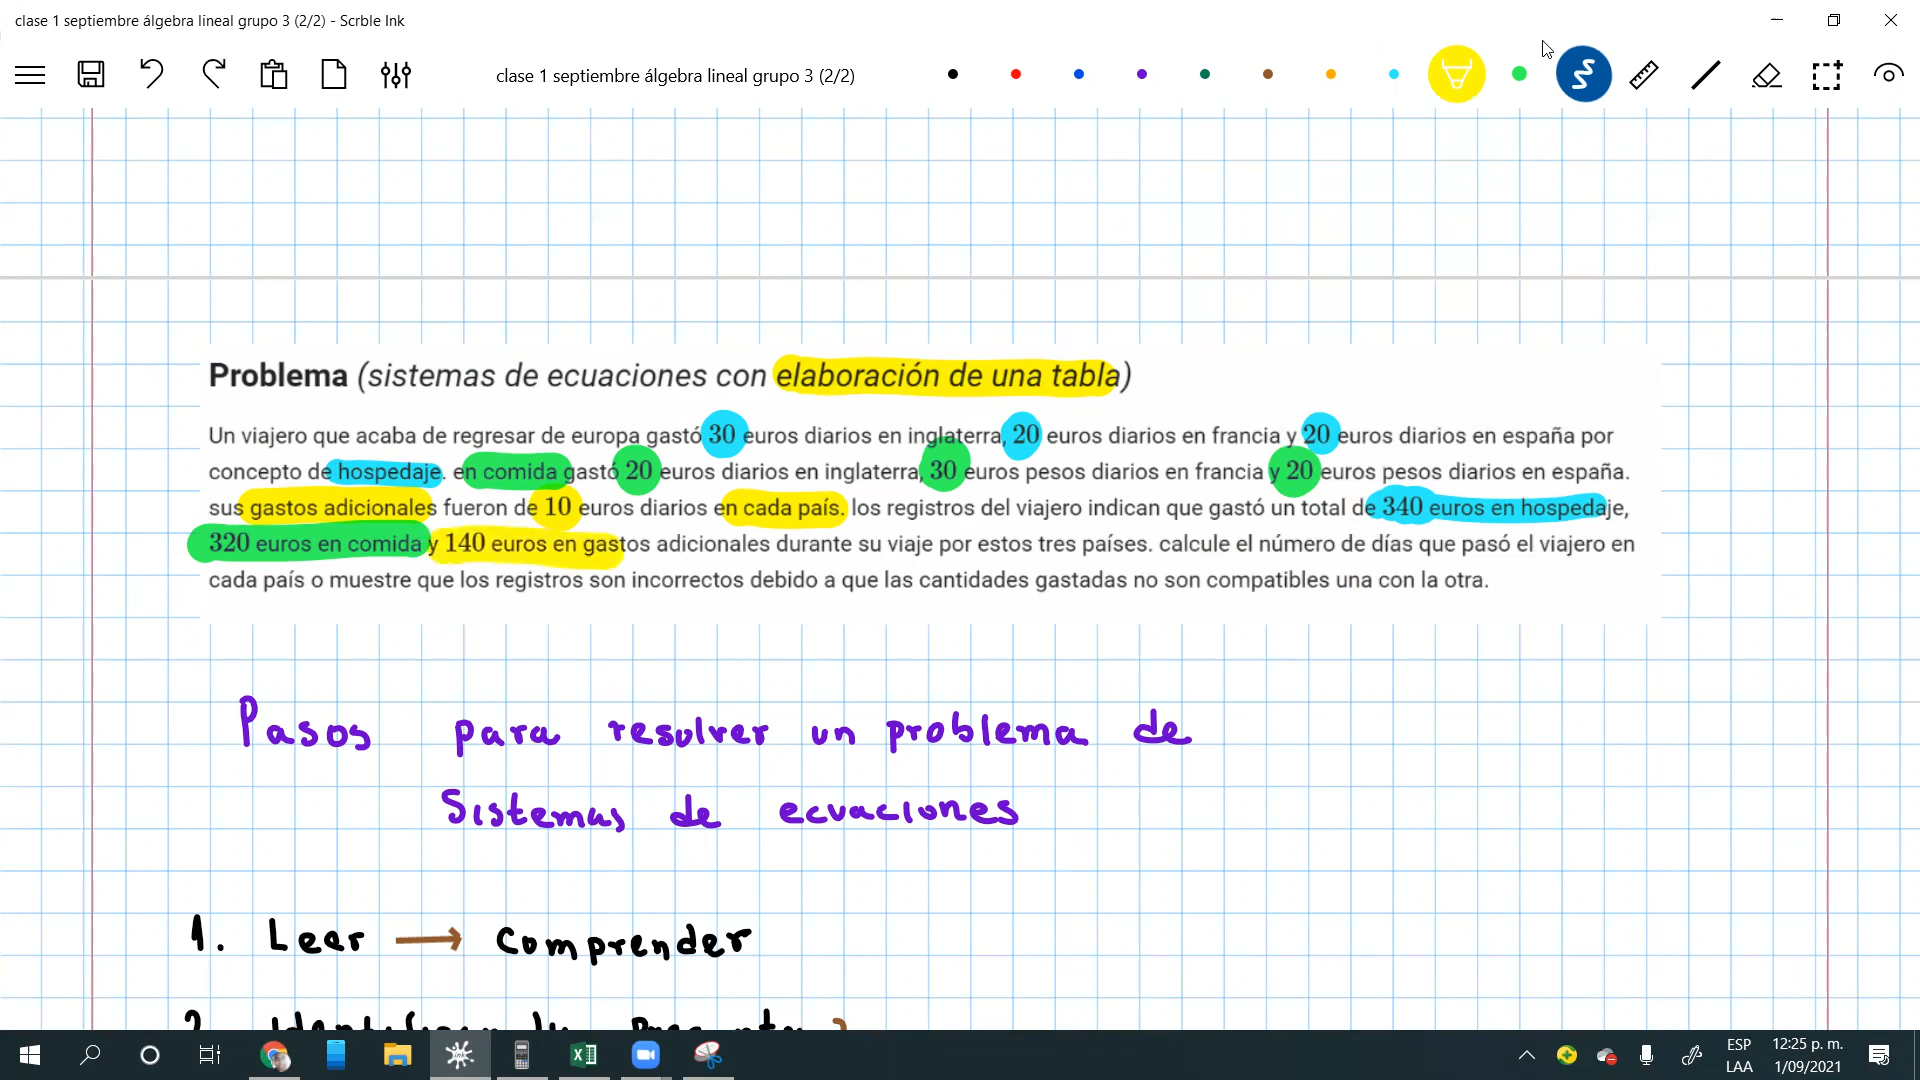 clase 1 septiembre álgebra lineal grupo 3 (2/2) - Scrble Ink
clase 1 septiembre álgebra lineal grupo 3 (2/2)
Problema (sistemas de ecuaciones con elaboración de una tabla)
Un viajero que acaba de regresar de europa gastó 30 euros diarios en inglaterra, 20 euros diarios en francia y 20 euros diarios en españa por
concepto de hospedaje. en comida gastó 20 euros diarios en inglaterra, 30 euros pesos diarios en francia y 20 euros pesos diarios en españa.
sus gastos adicionales fueron de 10 euros diarios en cada país. los registros del viajero indican que gastó un total de 340 euros en hospedaje,
320 euros en comida y 140 euros en gastos adicionales durante su viaje por estos tres países. calcule el número de días que pasó el viajero en
cada país o muestre que los registros son incorrectos debido a que las cantidades gastadas no son compatibles una con la otra.
Pasos para resolver un problema de
Sistemas de ecuaciones
1. Leer → Comprender
ESP
LAA
12:25 p. m.
1/09/2021